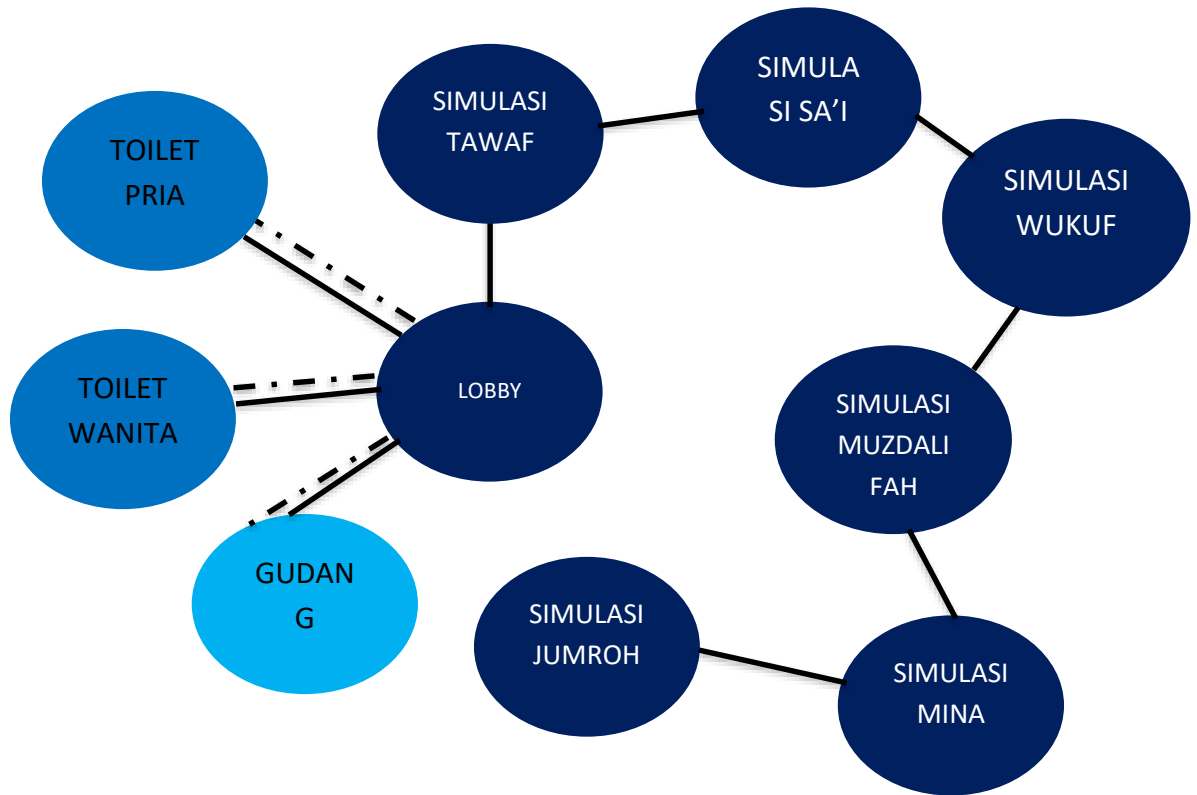 SIMULASI
TAWAF
SIMULA
SI SA’I
SIMULASI
WUKUF
TOILET
PRIA
TOILET
WANITA
LOBBY
SIMULASI
MUZDALI
FAH
GUDAN
G
SIMULASI
JUMROH
SIMULASI
MINA